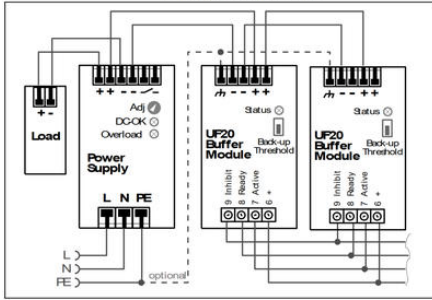 + + - -
+ -
Load
Adj
DC-OK
Overload
Power
Supply
L N PE
- - + +
Status
UF20
Buffer
Module
Back-up
Threshold
9 Inhibit
8 Ready
7 Active
6 +
- - + +
Status
UF20
Buffer
Module
Back-up
Threshold
9 Inhibit
8 Ready
7 Active
6 +
L
N
PE
optional